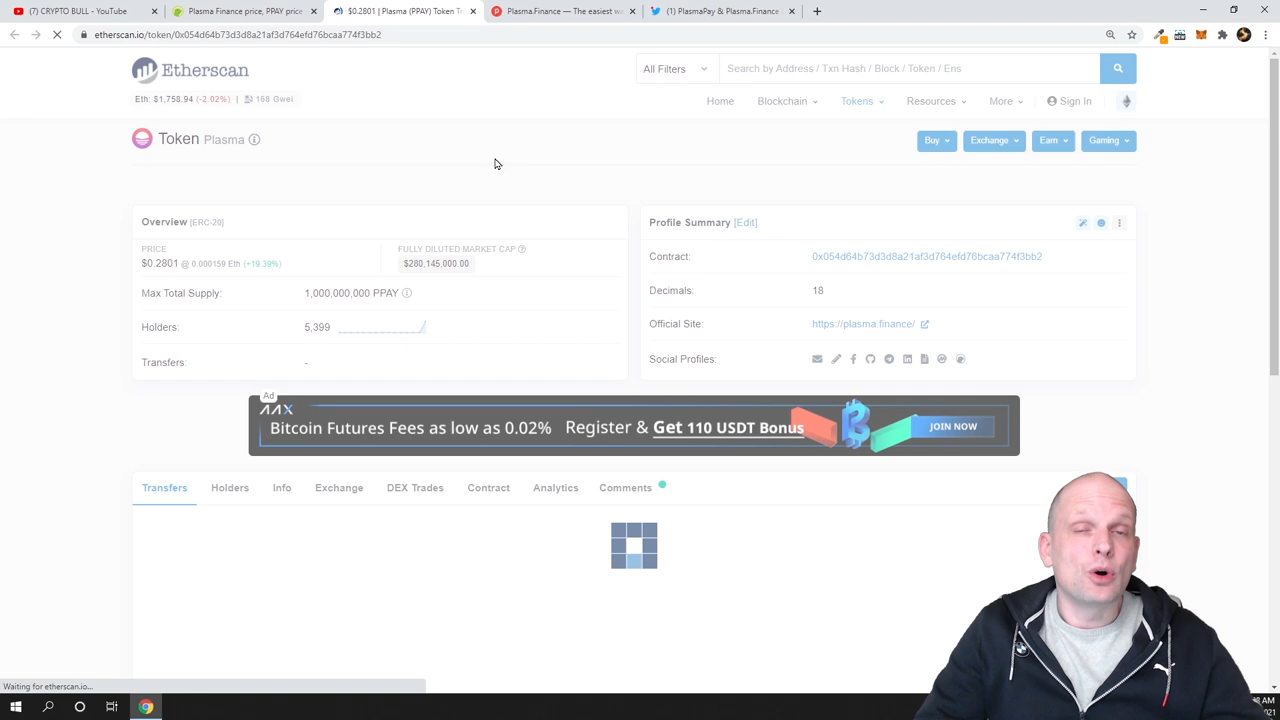 (7) CRYPTO BULL - YouTube
Plasma Finance price, PPAY price
$0.2801 | Plasma (PPAY) Token Tr
Plasma.Finance — The easiest wa
(1) PlasmaPay & Plasma.Finance
etherscan.io/token/0x054d64b73d3d8a21af3d764efd76bcaa774f3bb2
Etherscan
All Filters
Search by Address / Txn Hash / Block / Token / Ens
Eth: $1,758.94 (-2.02%) | 168 Gwei
Home Blockchain Tokens Resources More Sign In
Token Plasma
Buy Exchange Earn Gaming
Overview [ERC-20]
PRICE
$0.2801 @ 0.000159 Eth (+19.39%)
FULLY DILUTED MARKET CAP
$280,145,000.00
Max Total Supply: 1,000,000,000 PPAY
Holders: 5,399
Transfers: -
Profile Summary [Edit]
Contract: 0x054d64b73d3d8a21af3d764efd76bcaa774f3bb2
Decimals: 18
Official Site: https://plasma.finance/
Social Profiles:
Ad
AAX
Bitcoin Futures Fees as low as 0.02% Register & Get 110 USDT Bonus
JOIN NOW
Transfers Holders Info Exchange DEX Trades Contract Analytics Comments
Waiting for etherscan.io...
AM
2021